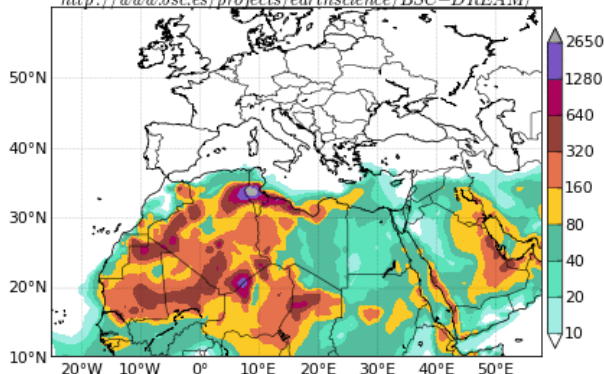 http://www.bsc.es/projects/earthscience/BSC-DREAM/
50°N
40°N
30°N
20°N
10°N
20°W 10°W 0° 10°E 20°E 30°E 40°E 50°E
2650
1280
640
320
160
80
40
20
10